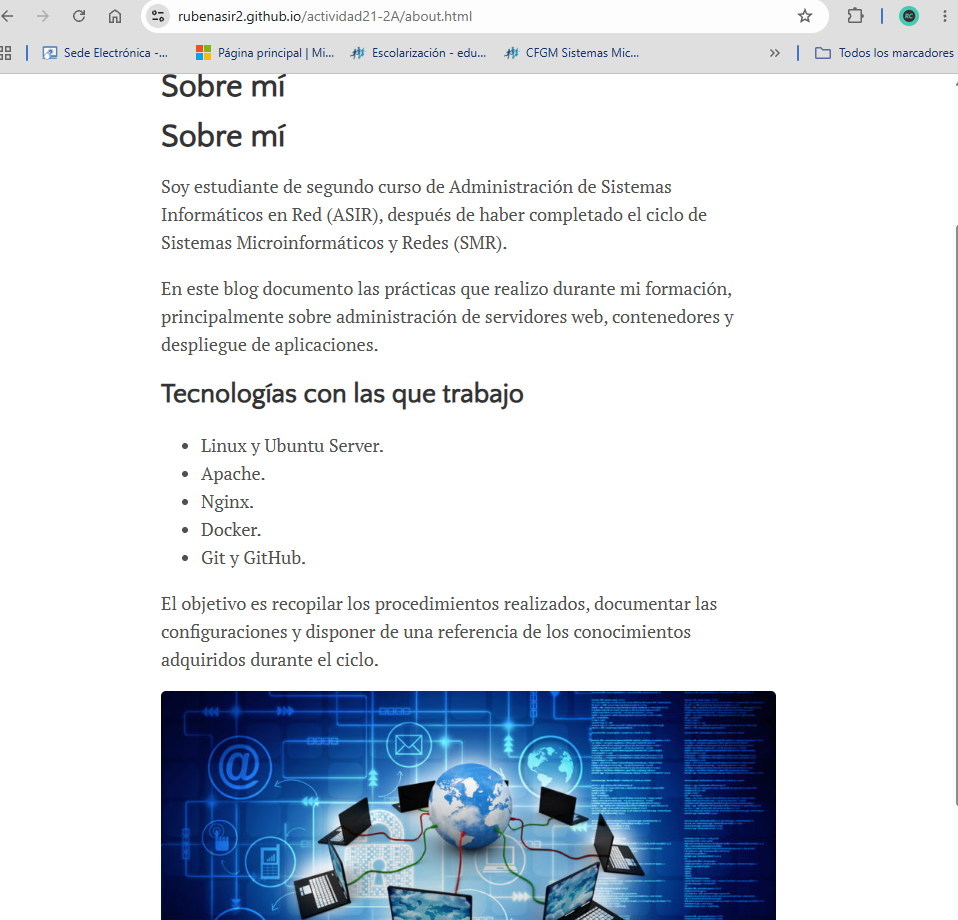 rubenasir2.github.io/actividad21-2A/about.html
RC
Sede Electrónica -...
Página principal | Mi...
Escolarización - edu...
CFGM Sistemas Mic...
Todos los marcadores
Sobre mí
Sobre mí
Soy estudiante de segundo curso de Administración de Sistemas
Informáticos en Red (ASIR), después de haber completado el ciclo de
Sistemas Microinformáticos y Redes (SMR).
En este blog documento las prácticas que realizo durante mi formación,
principalmente sobre administración de servidores web, contenedores y
despliegue de aplicaciones.
Tecnologías con las que trabajo
• Linux y Ubuntu Server.
• Apache.
• Nginx.
• Docker.
• Git y GitHub.
El objetivo es recopilar los procedimientos realizados, documentar las
configuraciones y disponer de una referencia de los conocimientos
adquiridos durante el ciclo.
@